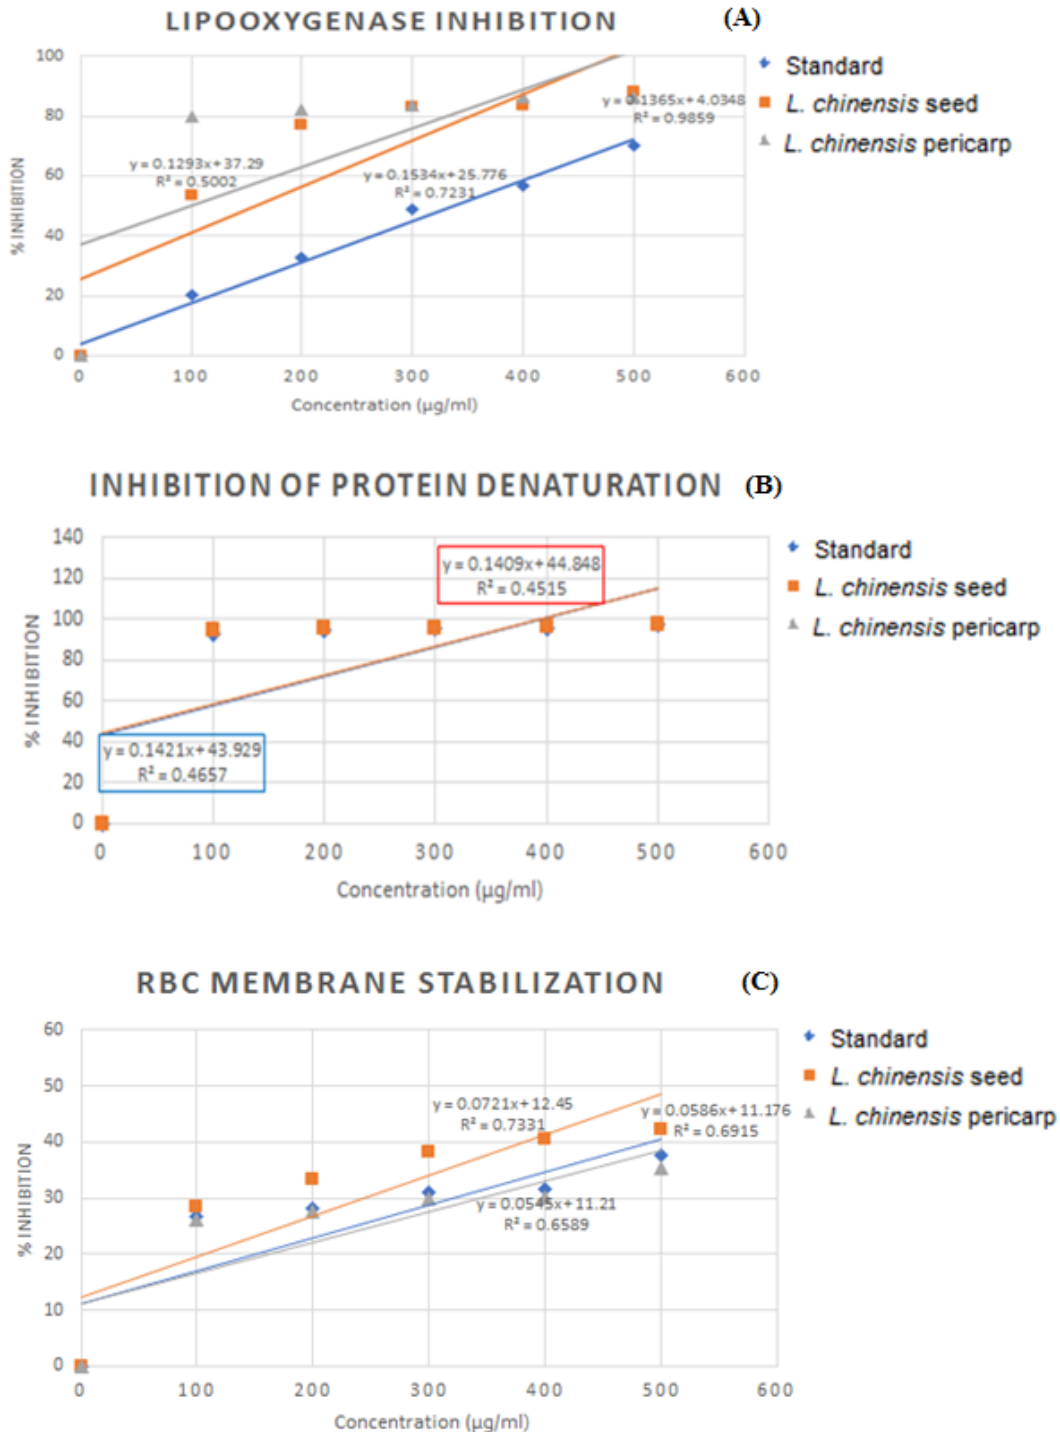 LIPOOXYGENASE INHIBITION (A)
100
80
60
40
20
0
% INHIBITION
y = 0.1293x + 37.29
R² = 0.5002
y = 0.1534x + 25.776
R² = 0.7231
y = 0.1365x + 4.0348
R² = 0.9859
0 100 200 300 400 500 600
Concentration (µg/ml)
Standard
L. chinensis seed
L. chinensis pericarp
INHIBITION OF PROTEIN DENATURATION (B)
140
120
100
80
60
40
20
0
% INHIBITION
y = 0.1409x + 44.848
R² = 0.4515
y = 0.1421x + 43.929
R² = 0.4657
0 100 200 300 400 500 600
Concentration (µg/ml)
Standard
L. chinensis seed
L. chinensis pericarp
RBC MEMBRANE STABILIZATION (C)
60
50
40
30
20
10
0
% INHIBITION
y = 0.0721x + 12.45
R² = 0.7331
y = 0.0586x + 11.176
R² = 0.6915
y = 0.0545x + 11.21
R² = 0.6589
0 100 200 300 400 500 600
Concentration (µg/ml)
Standard
L. chinensis seed
L. chinensis pericarp